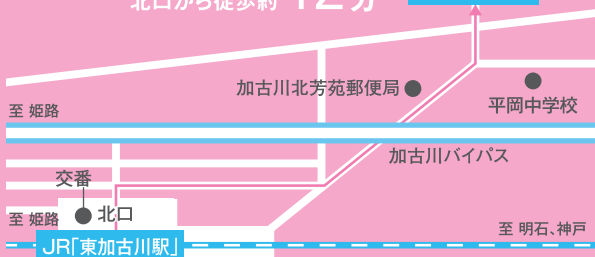 北口から徒歩約 12分
加古川北芳苑郵便局
平岡中学校
至 姫路
加古川バイパス
交番
北口
至 姫路
至 明石、神戸
JR「東加古川駅」